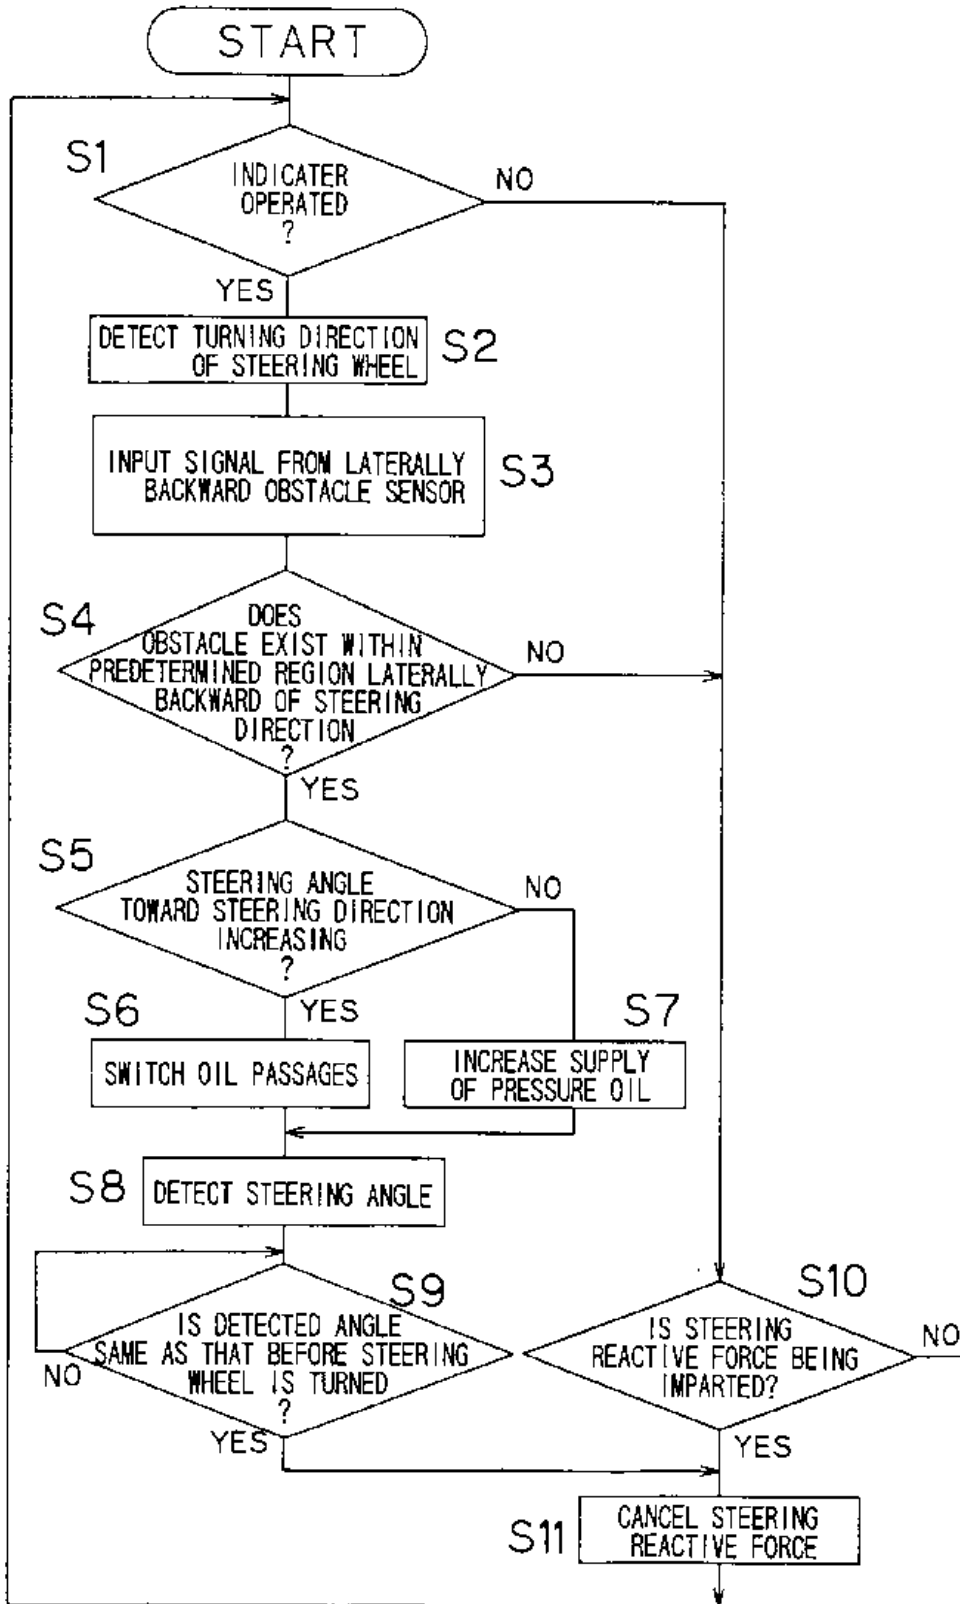 START
S1
INDICATER
OPERATED
?
NO
YES
DETECT TURNING DIRECTION
OF STEERING WHEEL
S2
INPUT SIGNAL FROM LATERALLY
BACKWARD OBSTACLE SENSOR
S3
S4
DOES
OBSTACLE EXIST WITHIN
PREDETERMINED REGION LATERALLY
BACKWARD OF STEERING
DIRECTION
?
NO
YES
S5
STEERING ANGLE
TOWARD STEERING DIRECTION
INCREASING
?
NO
YES
S6
SWITCH OIL PASSAGES
S7
INCREASE SUPPLY
OF PRESSURE OIL
S8
DETECT STEERING ANGLE
S9
IS DETECTED ANGLE
SAME AS THAT BEFORE STEERING
WHEEL IS TURNED
?
NO
YES
S10
IS STEERING
REACTIVE FORCE BEING
IMPARTED?
NO
YES
S11
CANCEL STEERING
REACTIVE FORCE